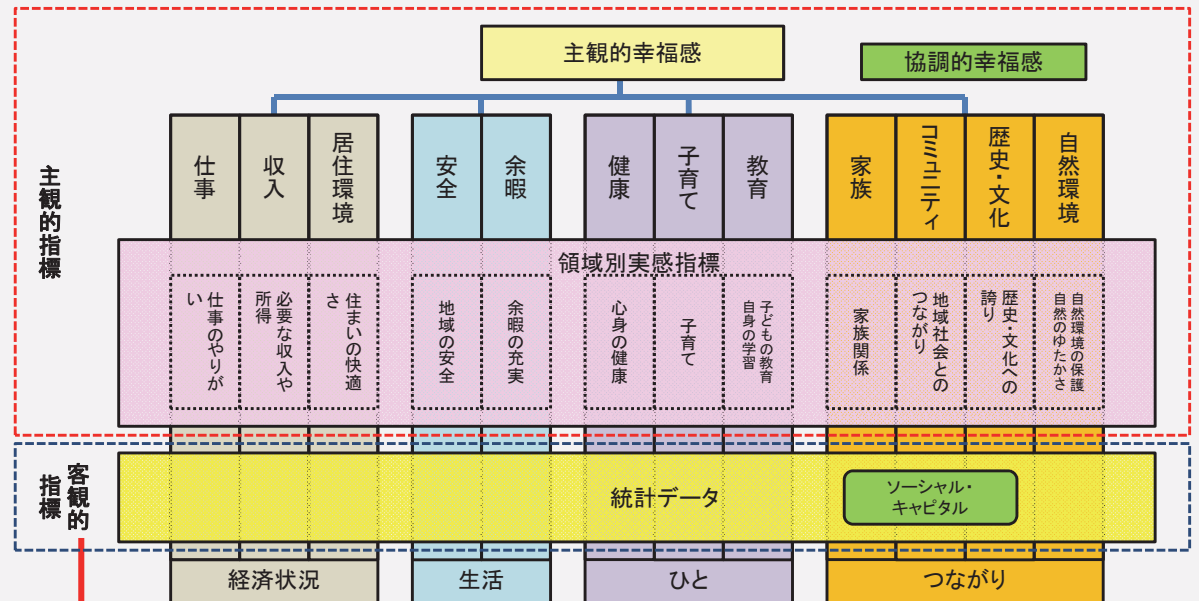 主観的幸福感
協調的幸福感
主観的指標
仕事
収入
居住環境
安全
余暇
健康
子育て
教育
家族
コミュニティ
歴史・文化
自然環境
領域別実感指標
仕事のやりが
い
必要な収入や
所得
住まいの快適
さ
地域の安全
余暇の充実
心身の健康
子育て
子どもの教育
自身の学習
家族関係
地域社会との
つながり
歴史・文化への
誇り
自然環境の保護
自然のゆたかさ
客観的
指標
統計データ
ソーシャル・
キャピタル
経済状況
生活
ひと
つながり